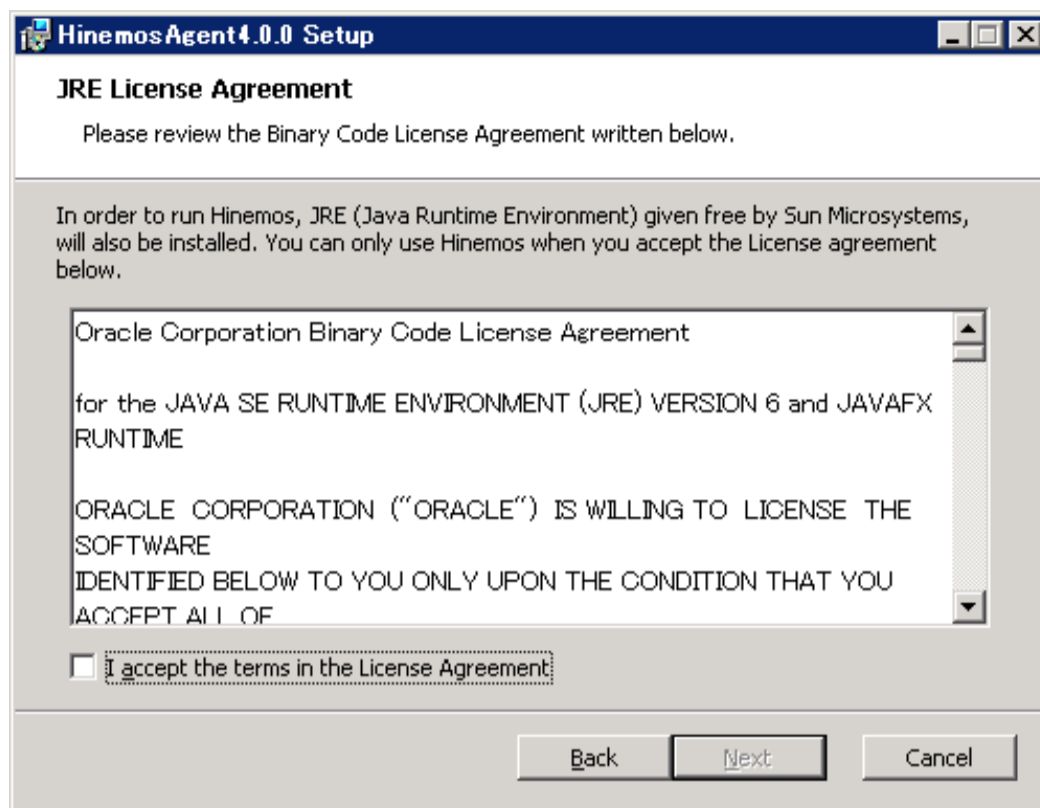 HinemosAgent4.0.0 Setup
JRE License Agreement
Please review the Binary Code License Agreement written below.
In order to run Hinemos, JRE (Java Runtime Environment) given free by Sun Microsystems,
will also be installed. You can only use Hinemos when you accept the License agreement
below.
Oracle Corporation Binary Code License Agreement
for the JAVA SE RUNTIME ENVIRONMENT (JRE) VERSION 6 and JAVAFX
RUNTIME
ORACLE CORPORATION ("ORACLE") IS WILLING TO LICENSE THE
SOFTWARE
IDENTIFIED BELOW TO YOU ONLY UPON THE CONDITION THAT YOU
ACCEPT ALL OF
I accept the terms in the License Agreement
Back Next Cancel